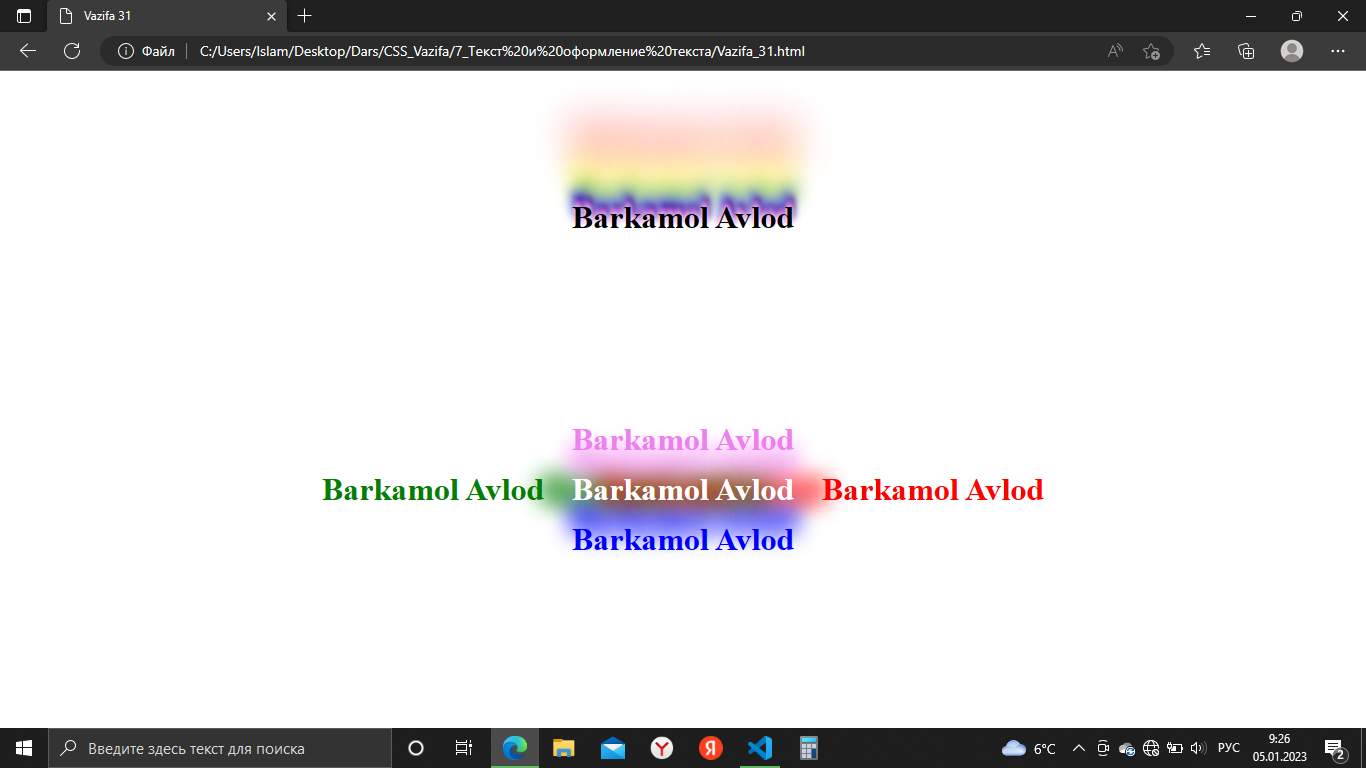 Vazifa 31
Файл C:/Users/Islam/Desktop/Dars/CSS_Vazifa/7_Текст%20и%20оформление%20текста/Vazifa_31.html
Barkamol Avlod
Barkamol Avlod
Barkamol Avlod Barkamol Avlod Barkamol Avlod
Barkamol Avlod
Введите здесь текст для поиска
6°C
РУС
9:26
05.01.2023
2